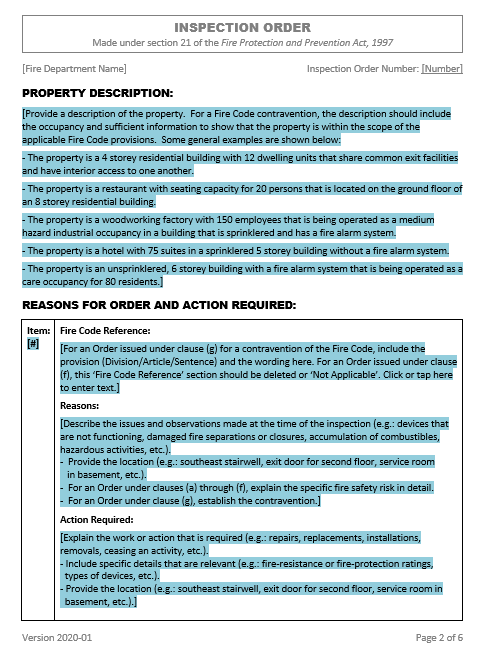 INSPECTION ORDER
Made under section 21 of the Fire Protection and Prevention Act, 1997
[Fire Department Name]
Inspection Order Number: [Number]
PROPERTY DESCRIPTION:
[Provide a description of the property.  For a Fire Code contravention, the description should include
the occupancy and sufficient information to show that the property is within the scope of the
applicable Fire Code provisions.  Some general examples are shown below:
- The property is a 4 storey residential building with 12 dwelling units that share common exit facilities
and have interior access to one another.
- The property is a restaurant with seating capacity for 20 persons that is located on the ground floor of
an 8 storey residential building.
- The property is a woodworking factory with 150 employees that is being operated as a medium
hazard industrial occupancy in a building that is sprinklered and has a fire alarm system.
- The property is a hotel with 75 suites in a sprinklered 5 storey building without a fire alarm system.
- The property is an unsprinklered, 6 storey building with a fire alarm system that is being operated as a
care occupancy for 80 residents.]
REASONS FOR ORDER AND ACTION REQUIRED:
Item:
[#]
Fire Code Reference:
[For an Order issued under clause (g) for a contravention of the Fire Code, include the
provision (Division/Article/Sentence) and the wording here. For an Order issued under clause
(f), this 'Fire Code Reference' section should be deleted or 'Not Applicable'. Click or tap here
to enter text.]
Reasons:
[Describe the issues and observations made at the time of the inspection (e.g.: devices that
are not functioning, damaged fire separations or closures, accumulation of combustibles,
hazardous activities, etc.).
- Provide the location (e.g.: southeast stairwell, exit door for second floor, service room
in basement, etc.).
- For an Order under clauses (a) through (f), explain the specific fire safety risk in detail.
- For an Order under clause (g), establish the contravention.]
Action Required:
[Explain the work or action that is required (e.g.: repairs, replacements, installations,
removals, ceasing an activity, etc.).
- Include specific details that are relevant (e.g.: fire-resistance or fire-protection ratings,
types of devices, etc.).
- Provide the location (e.g.: southeast stairwell, exit door for second floor, service room in
basement, etc.).]
Version 2020-01
Page 2 of 6